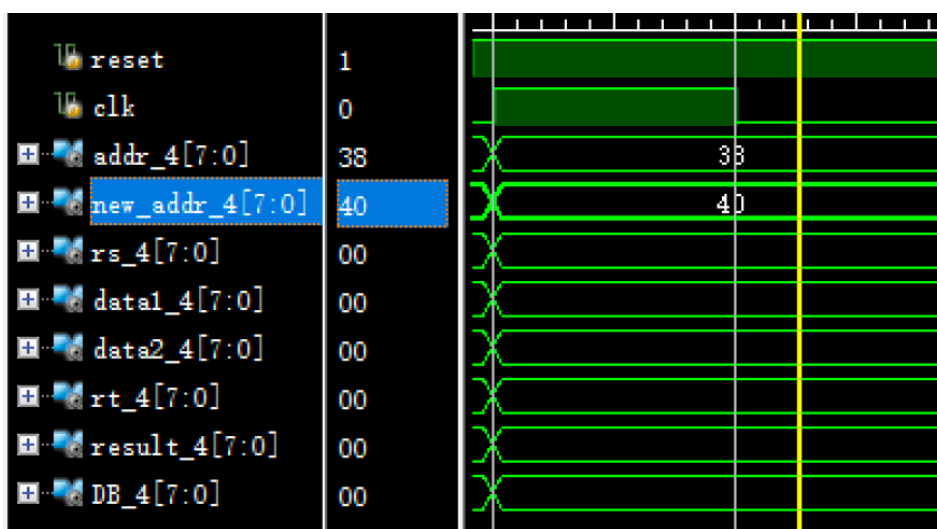 reset 1
clk 0
addr_4[7:0] 38 38
new_addr_4[7:0] 40 40
rs_4[7:0] 00
data1_4[7:0] 00
data2_4[7:0] 00
rt_4[7:0] 00
result_4[7:0] 00
DB_4[7:0] 00